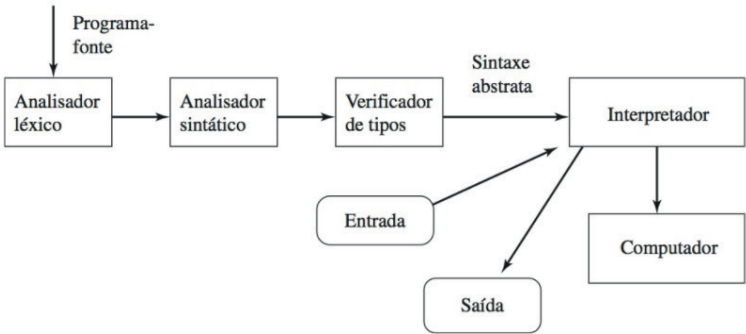 Programa-
fonte
Analisador
léxico
Analisador
sintático
Verificador
de tipos
Sintaxe
abstrata
Interpretador
Entrada
Computador
Saída